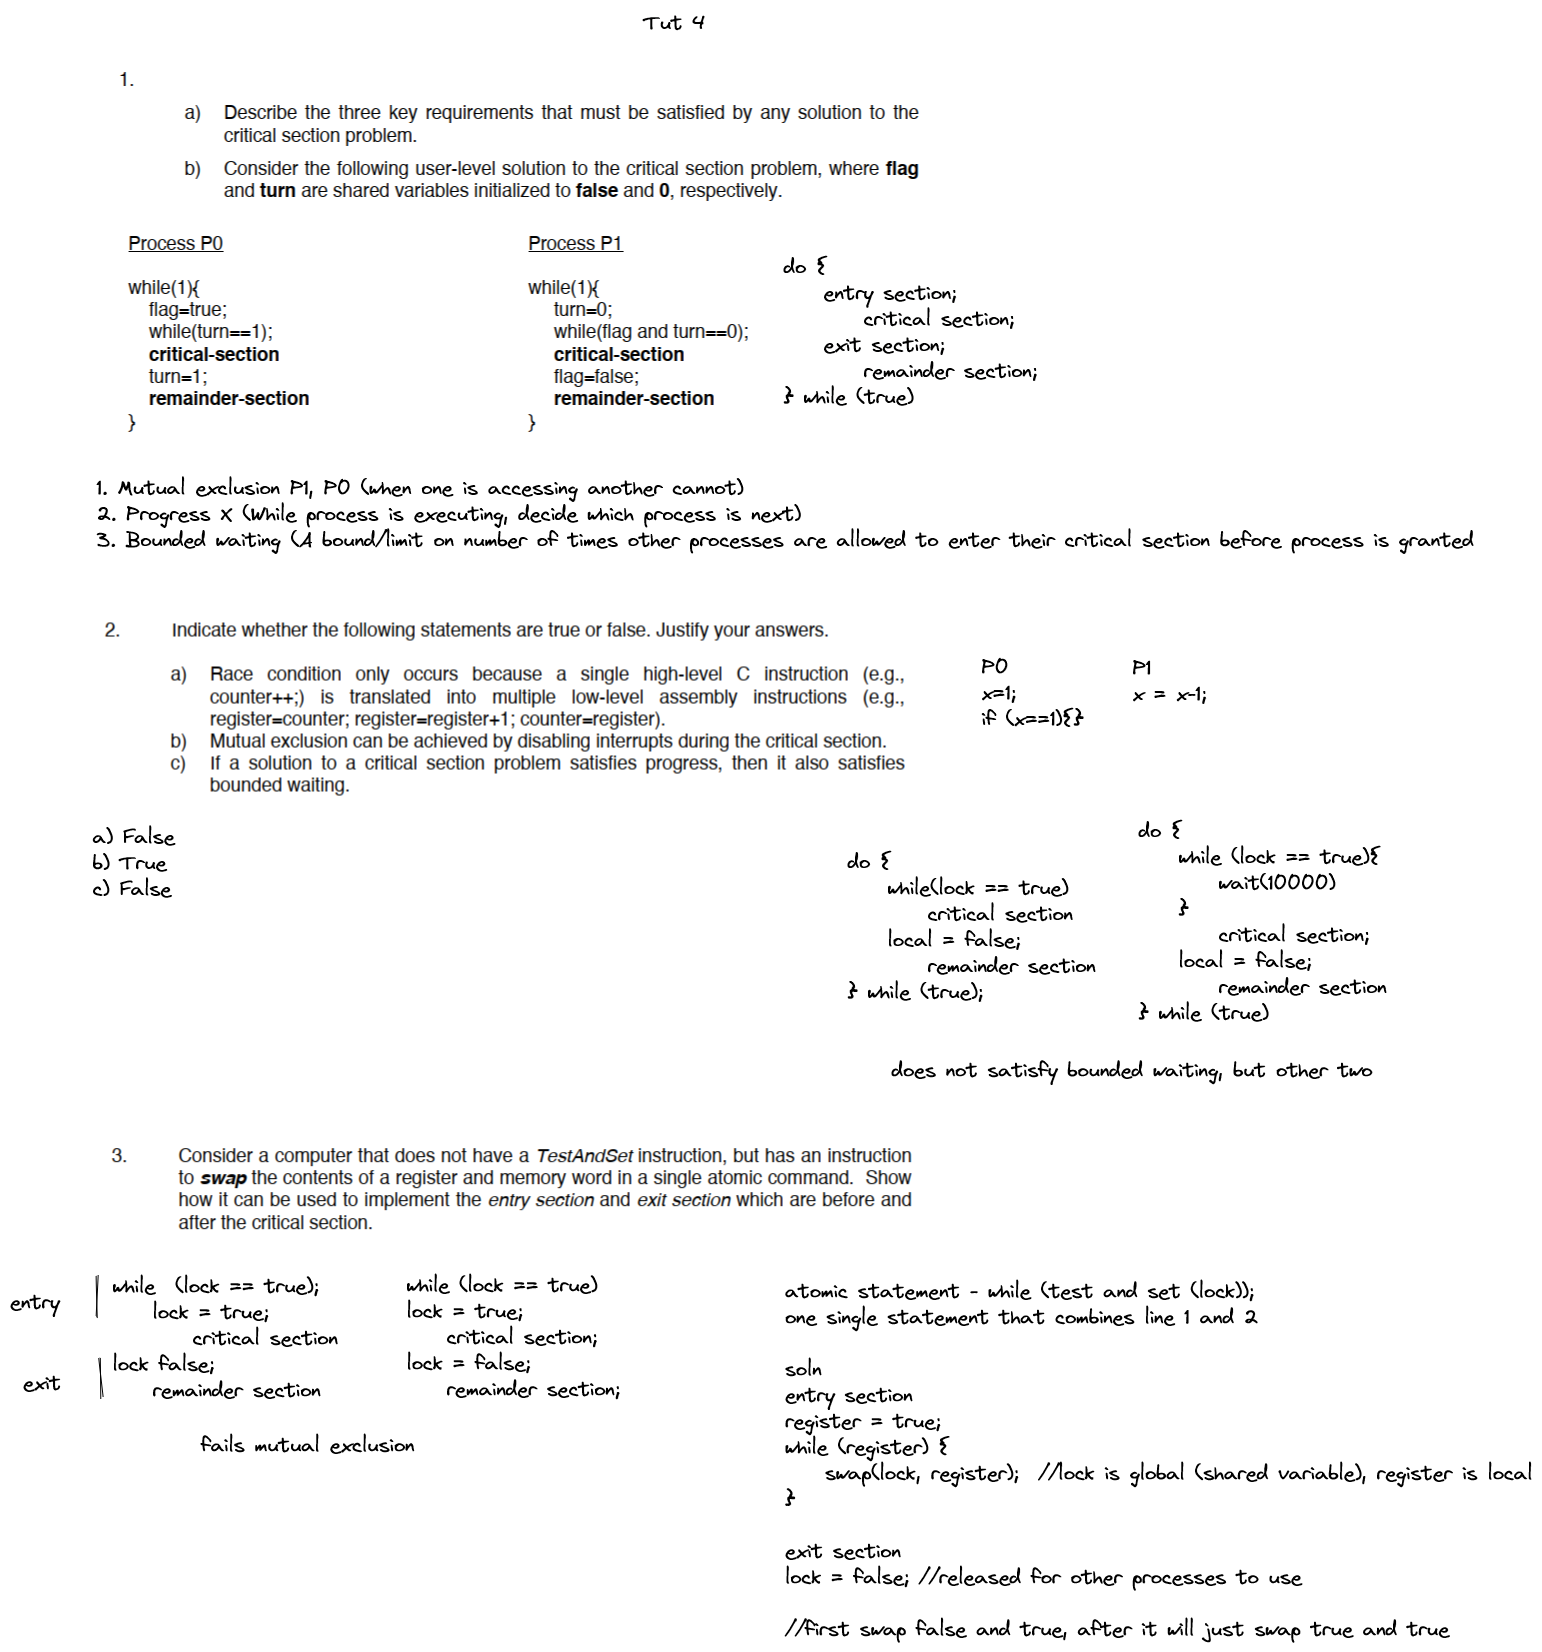 Tut 4
1.
a) Describe the three key requirements that must be satisfied by any solution to the
critical section problem.
b) Consider the following user-level solution to the critical section problem, where flag
and turn are shared variables initialized to false and 0, respectively.
Process P0
while(1){
flag=true;
while(turn==1);
critical-section
turn=1;
remainder-section
}
Process P1
while(1){
turn=0;
while(flag and turn==0);
critical-section
flag=false;
remainder-section
}
do {
entry section;
critical section;
exit section;
remainder section;
} while (true)
1. Mutual exclusion P1, P0 (when one is accessing another cannot)
2. Progress X (While process is executing, decide which process is next)
3. Bounded waiting (A bound/limit on number of times other processes are allowed to enter their critical section before process is granted
2. Indicate whether the following statements are true or false. Justify your answers.
a) Race condition only occurs because a single high-level C instruction (e.g.,
counter++;) is translated into multiple low-level assembly instructions (e.g.,
register=counter; register=register+1; counter=register).
b) Mutual exclusion can be achieved by disabling interrupts during the critical section.
c) If a solution to a critical section problem satisfies progress, then it also satisfies
bounded waiting.
P0
x=1;
if (x==1){}
P1
x = x-1;
a) False
b) True
c) False
do {
while(lock == true)
critical section
local = false;
remainder section
} while (true);
do {
while (lock == true){
wait(10000)
}
critical section;
local = false;
remainder section
} while (true)
does not satisfy bounded waiting, but other two
3. Consider a computer that does not have a TestAndSet instruction, but has an instruction
to swap the contents of a register and memory word in a single atomic command. Show
how it can be used to implement the entry section and exit section which are before and
after the critical section.
entry
exit
while (lock == true);
lock = true;
critical section
lock false;
remainder section
while (lock == true)
lock = true;
critical section;
lock = false;
remainder section;
fails mutual exclusion
atomic statement - while (test and set (lock));
one single statement that combines line 1 and 2
soln
entry section
register = true;
while (register) {
swap(lock, register); //lock is global (shared variable), register is local
}
exit section
lock = false; //released for other processes to use
//first swap false and true, after it will just swap true and true